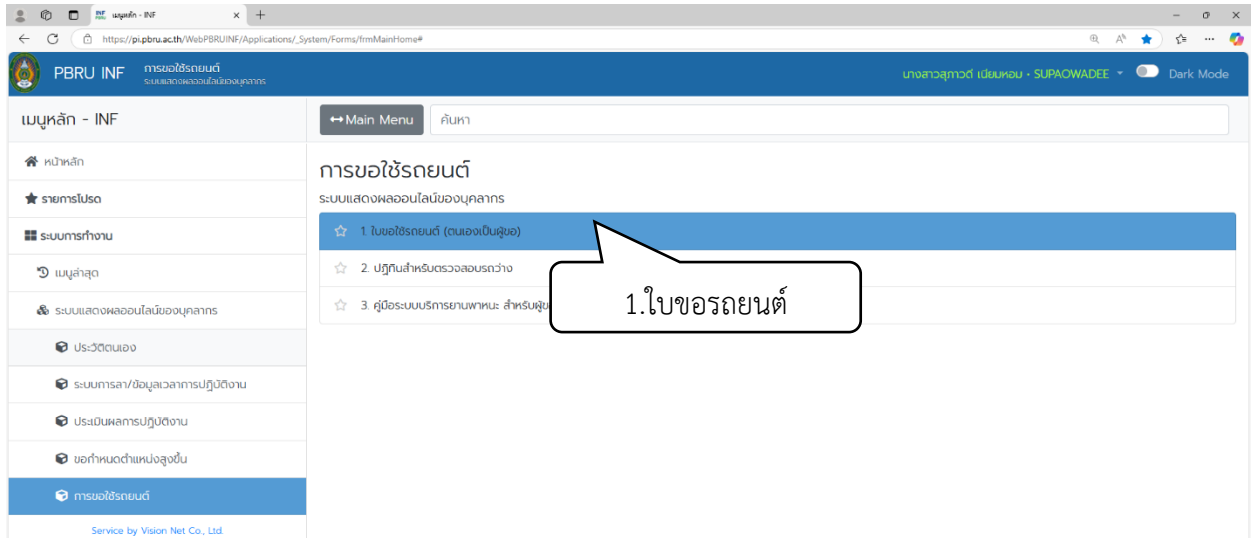 เมนูหลัก - INF
https://pi.pbru.ac.th/WebPBRUINF/Applications/_System/Forms/frmMainHome#
PBRU INF
การขอใช้รถยนต์
ระบบแสดงผลออนไลน์ของบุคลากร
นางสาวสุภาวดี เนียมหอม • SUPAOWADEE
Dark Mode
เมนูหลัก - INF
Main Menu
ค้นหา
หน้าหลัก
รายการโปรด
ระบบการทำงาน
เมนูล่าสุด
ระบบแสดงผลออนไลน์ของบุคลากร
ประวัติตนเอง
ระบบการลา/ข้อมูลเวลาการปฏิบัติงาน
ประเมินผลการปฏิบัติงาน
ขอกำหนดตำแหน่งสูงขึ้น
การขอใช้รถยนต์
Service by Vision Net Co., Ltd.
การขอใช้รถยนต์
ระบบแสดงผลออนไลน์ของบุคลากร
1. ใบขอใช้รถยนต์ (ตนเองเป็นผู้ขอ)
2. ปฏิทินสำหรับตรวจสอบรถว่าง
3. คู่มือระบบบริการยานพาหนะ สำหรับผู้ข
1.ใบขอรถยนต์